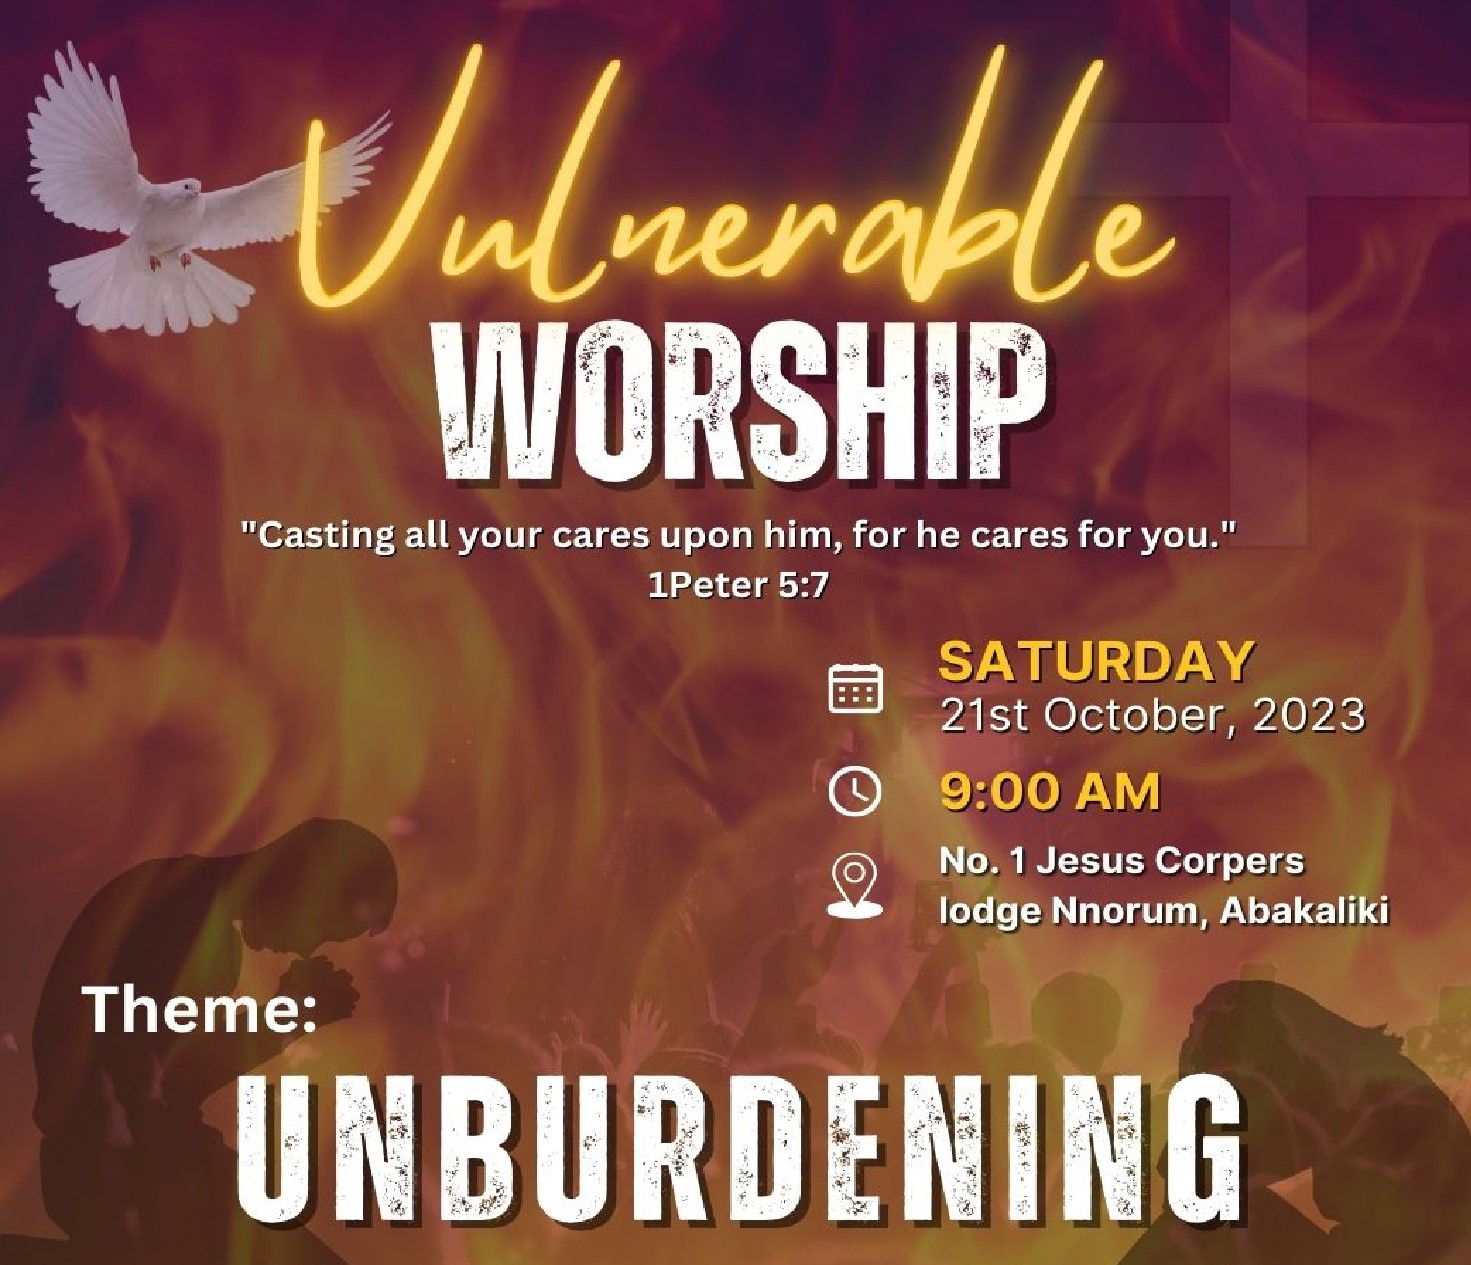 Vulnerable
WORSHIP
"Casting all your cares upon him, for he cares for you."
1Peter 5:7
SATURDAY
21st October, 2023
9:00 AM
No. 1 Jesus Corpers
lodge Nnorum, Abakaliki
Theme:
UNBURDENING